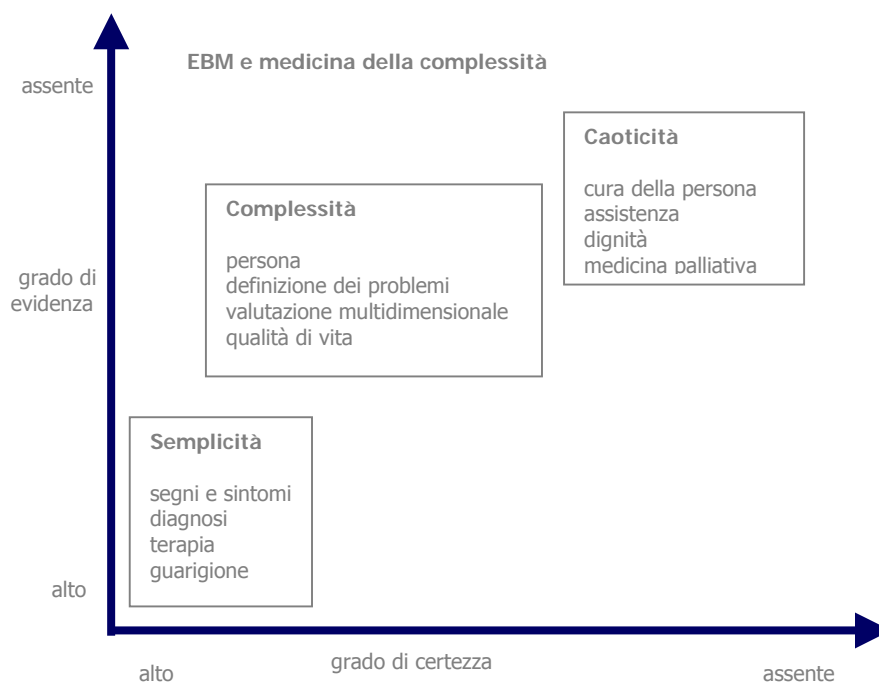 EBM e medicina della complessità
assente
Caoticità
cura della persona
assistenza
dignità
medicina palliativa
Complessità
persona
definizione dei problemi
valutazione multidimensionale
qualità di vita
grado di
evidenza
Semplicità
segni e sintomi
diagnosi
terapia
guarigione
alto
alto
grado di certezza
assente